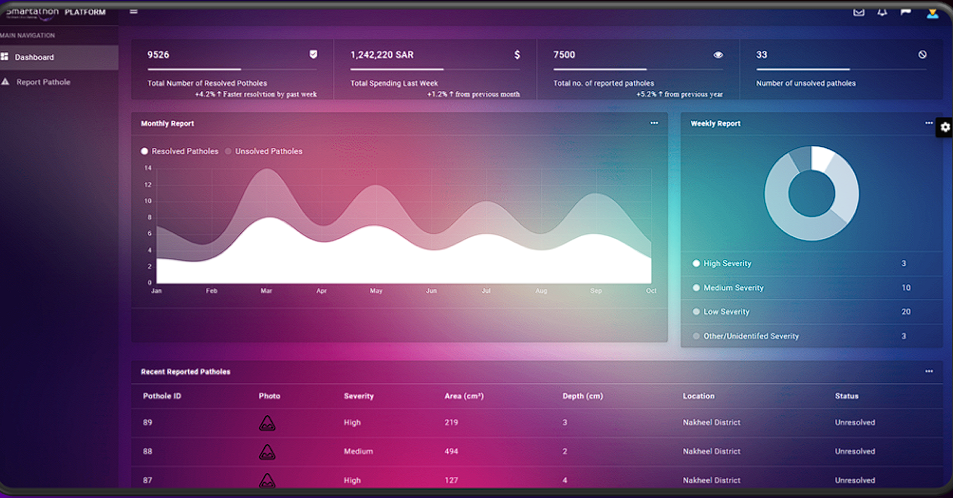 Smartathon PLATFORM
MAIN NAVIGATION
Dashboard
Report Pathole
9526
Total Number of Resolved Potholes
+4.2% ↑ Faster resolvtion by past week
1,242,220 SAR
$
Total Spending Last Week
+1.2% ↑ from previous month
7500
Total no. of reported patholes
+5.2% ↑ from previous year
33
Number of unsolved patholes
Monthly Report
Resolved Patholes
Unsolved Patholes
14
12
10
8
6
4
2
0
Jan Feb Mar Apr May Jun Jul Aug Sep Oct
Weekly Report
High Severity 3
Medium Severity 10
Low Severity 20
Other/Unidentifed Severity 3
Recent Reported Patholes
Pothole ID Photo Severity Area (cm²) Depth (cm) Location Status
89 High 219 3 Nakheel District Unresolved
88 Medium 494 2 Nakheel District Unresolved
87 High 127 4 Nakheel District Unresolved